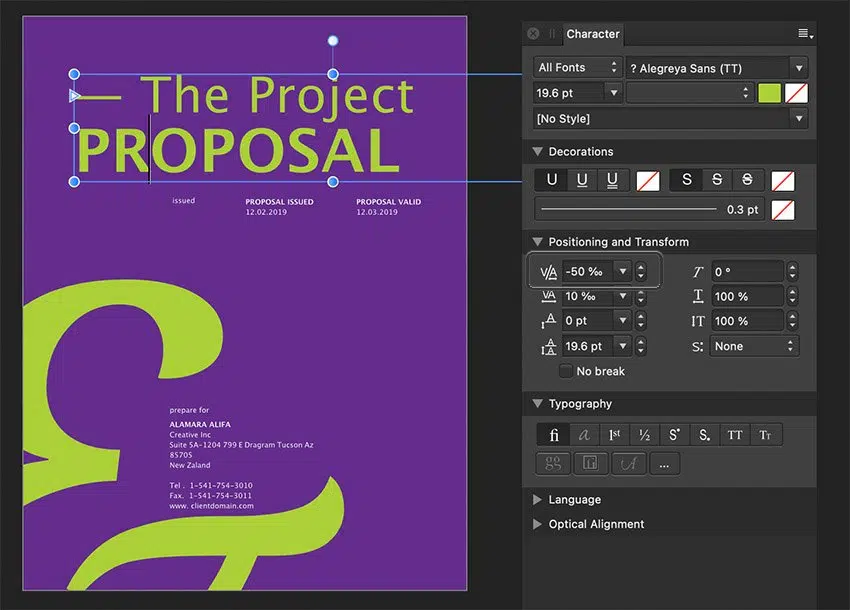 — The Project
PROPOSAL
issued
PROPOSAL ISSUED
12.02.2019
PROPOSAL VALID
12.03.2019
&
prepare for
ALAMARA ALIFA
Creative Inc
Suite 5A-1204 799 E Dragram Tucson Az
85705
New Zaland
Tel . 1-541-754-3010
Fax. 1-541-754-3011
www. clientdomain.com
Character
All Fonts
? Alegreya Sans (TT)
19.6 pt
[No Style]
Decorations
U U U S S S
0.3 pt
Positioning and Transform
V/A -50 ‰
T 0 °
VA 10 ‰
T 100 %
A 0 pt
IT 100 %
A A 19.6 pt
S: None
No break
Typography
fi a 1st ½ S S TT TT
gg A ...
Language
Optical Alignment